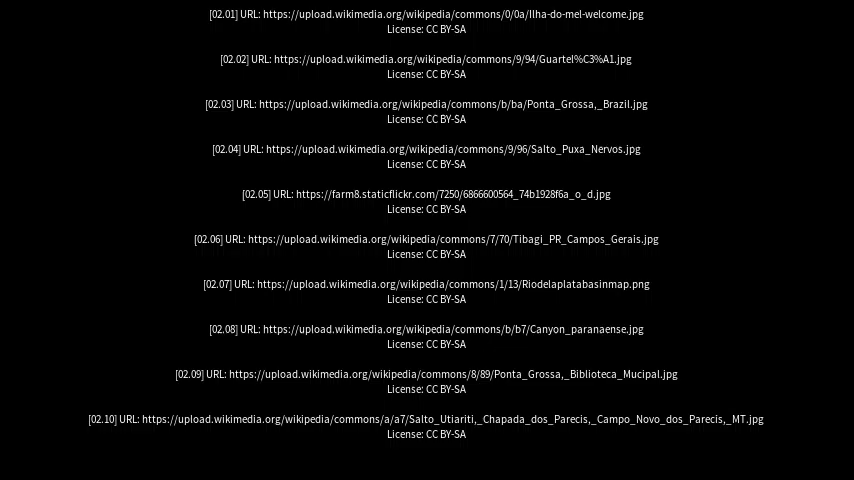 [02.01] URL: https://upload.wikimedia.org/wikipedia/commons/0/0a/Ilha-do-mel-welcome.jpg
License: CC BY-SA
[02.02] URL: https://upload.wikimedia.org/wikipedia/commons/9/94/Guartel%C3%A1.jpg
License: CC BY-SA
[02.03] URL: https://upload.wikimedia.org/wikipedia/commons/b/ba/Ponta_Grossa,_Brazil.jpg
License: CC BY-SA
[02.04] URL: https://upload.wikimedia.org/wikipedia/commons/9/96/Salto_Puxa_Nervos.jpg
License: CC BY-SA
[02.05] URL: https://farm8.staticflickr.com/7250/6866600564_74b1928f6a_o_d.jpg
License: CC BY-SA
[02.06] URL: https://upload.wikimedia.org/wikipedia/commons/7/70/Tibagi_PR_Campos_Gerais.jpg
License: CC BY-SA
[02.07] URL: https://upload.wikimedia.org/wikipedia/commons/1/13/Riodelaplatabasinmap.png
License: CC BY-SA
[02.08] URL: https://upload.wikimedia.org/wikipedia/commons/b/b7/Canyon_paranaense.jpg
License: CC BY-SA
[02.09] URL: https://upload.wikimedia.org/wikipedia/commons/8/89/Ponta_Grossa,_Biblioteca_Mucipal.jpg
License: CC BY-SA
[02.10] URL: https://upload.wikimedia.org/wikipedia/commons/a/a7/Salto_Utiariti,_Chapada_dos_Parecis,_Campo_Novo_dos_Parecis,_MT.jpg
License: CC BY-SA